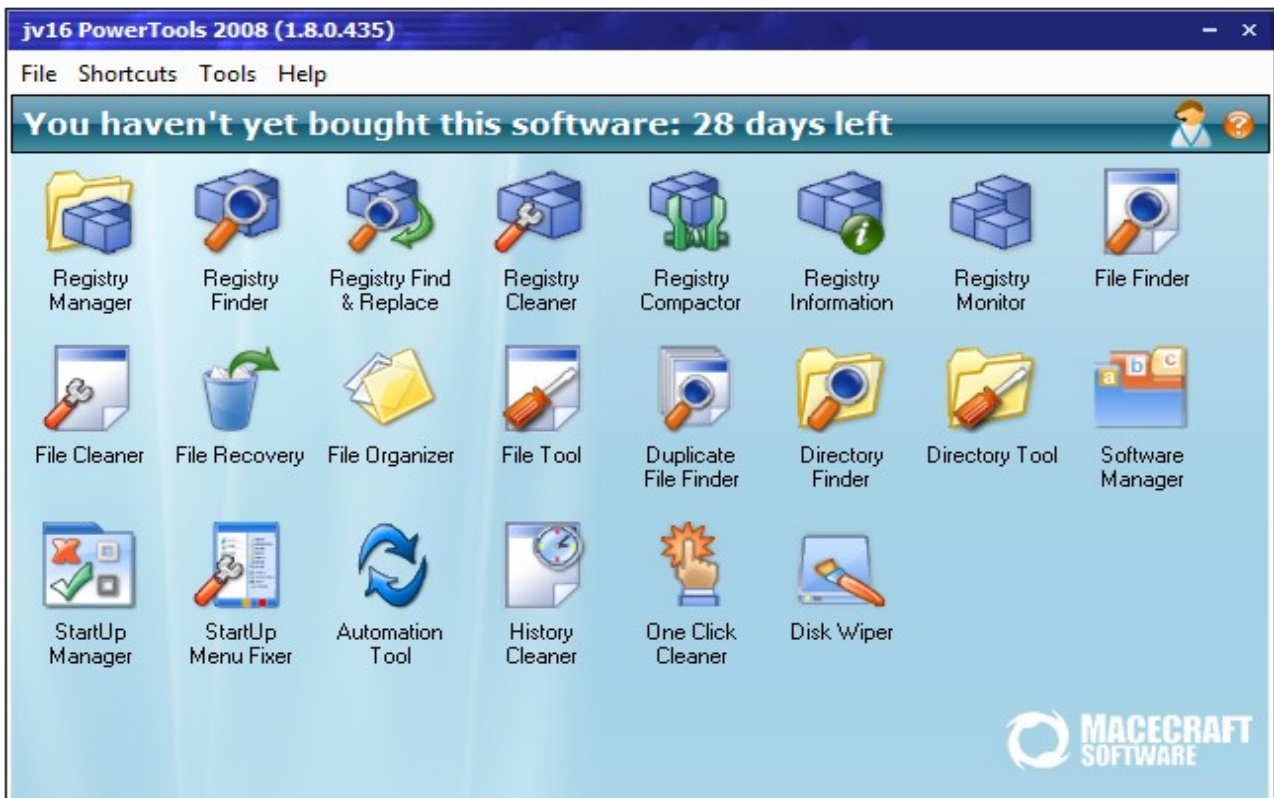 jv16 PowerTools 2008 (1.8.0.435)
File Shortcuts Tools Help
You haven't yet bought this software: 28 days left
Registry Manager
Registry Finder
Registry Find & Replace
Registry Cleaner
Registry Compactor
Registry Information
Registry Monitor
File Finder
File Cleaner
File Recovery
File Organizer
File Tool
Duplicate File Finder
Directory Finder
Directory Tool
a b c
Software Manager
StartUp Manager
StartUp Menu Fixer
Automation Tool
History Cleaner
One Click Cleaner
Disk Wiper
MACECRAFT
SOFTWARE